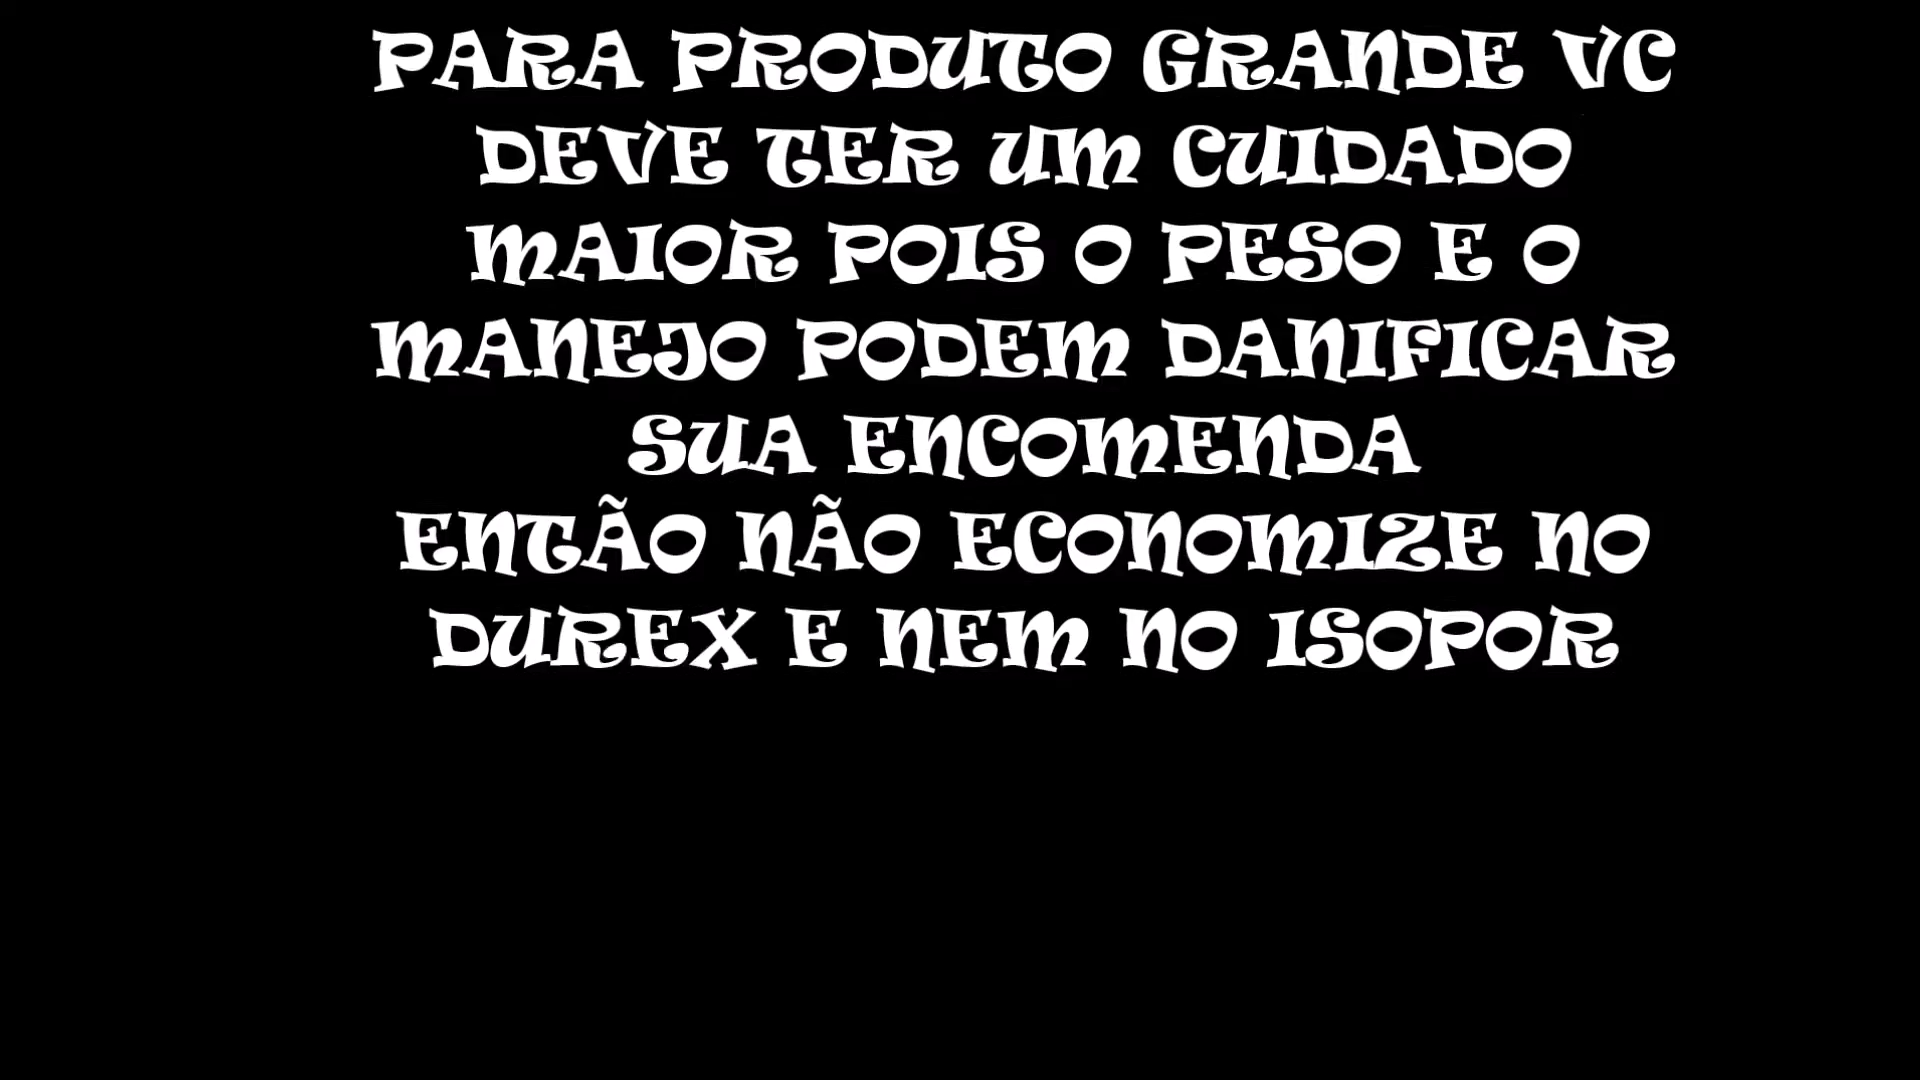 PARA PRODUTO GRANDE VC
DEVE TER UM CUIDADO
MAIOR POIS O PESO E O
MANEJO PODEM DANIFICAR
SUA ENCOMENDA
ENTÃO NÃO ECONOMIZE NO
DUREX E NEM NO ISOPOR